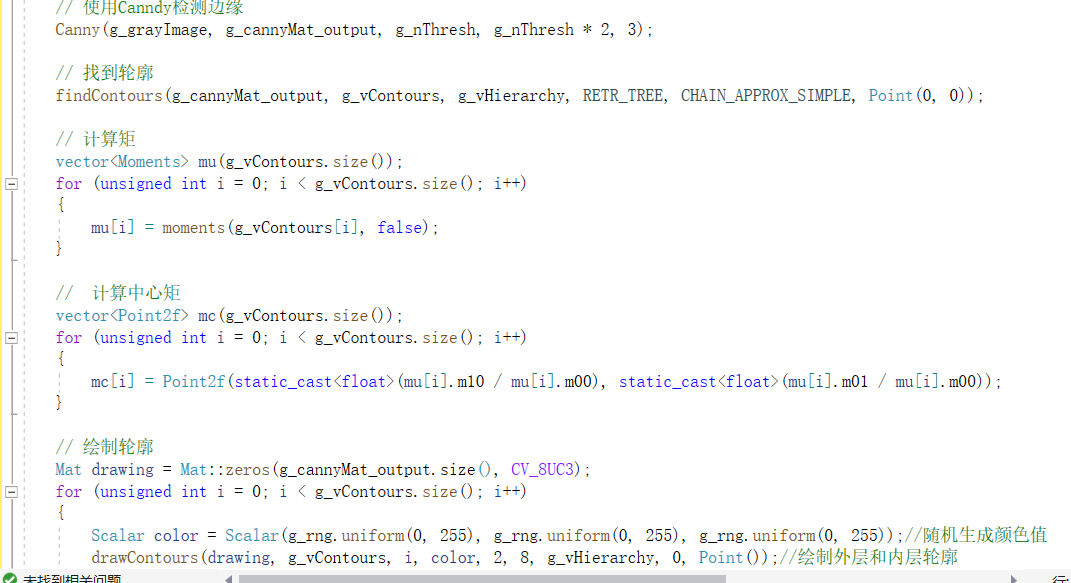 // 使用Canndy检测边缘
Canny(g_grayImage, g_cannyMat_output, g_nThresh, g_nThresh * 2, 3);
// 找到轮廓
findContours(g_cannyMat_output, g_vContours, g_vHierarchy, RETR_TREE, CHAIN_APPROX_SIMPLE, Point(0, 0));
// 计算矩
vector<Moments> mu(g_vContours.size());
for (unsigned int i = 0; i < g_vContours.size(); i++)
{
mu[i] = moments(g_vContours[i], false);
}
//  计算中心矩
vector<Point2f> mc(g_vContours.size());
for (unsigned int i = 0; i < g_vContours.size(); i++)
{
mc[i] = Point2f(static_cast<float>(mu[i].m10 / mu[i].m00), static_cast<float>(mu[i].m01 / mu[i].m00));
}
// 绘制轮廓
Mat drawing = Mat::zeros(g_cannyMat_output.size(), CV_8UC3);
for (unsigned int i = 0; i < g_vContours.size(); i++)
{
Scalar color = Scalar(g_rng.uniform(0, 255), g_rng.uniform(0, 255), g_rng.uniform(0, 255));//随机生成颜色值
drawContours(drawing, g_vContours, i, color, 2, 8, g_vHierarchy, 0, Point());//绘制外层和内层轮廓
未找到相关问题
行: